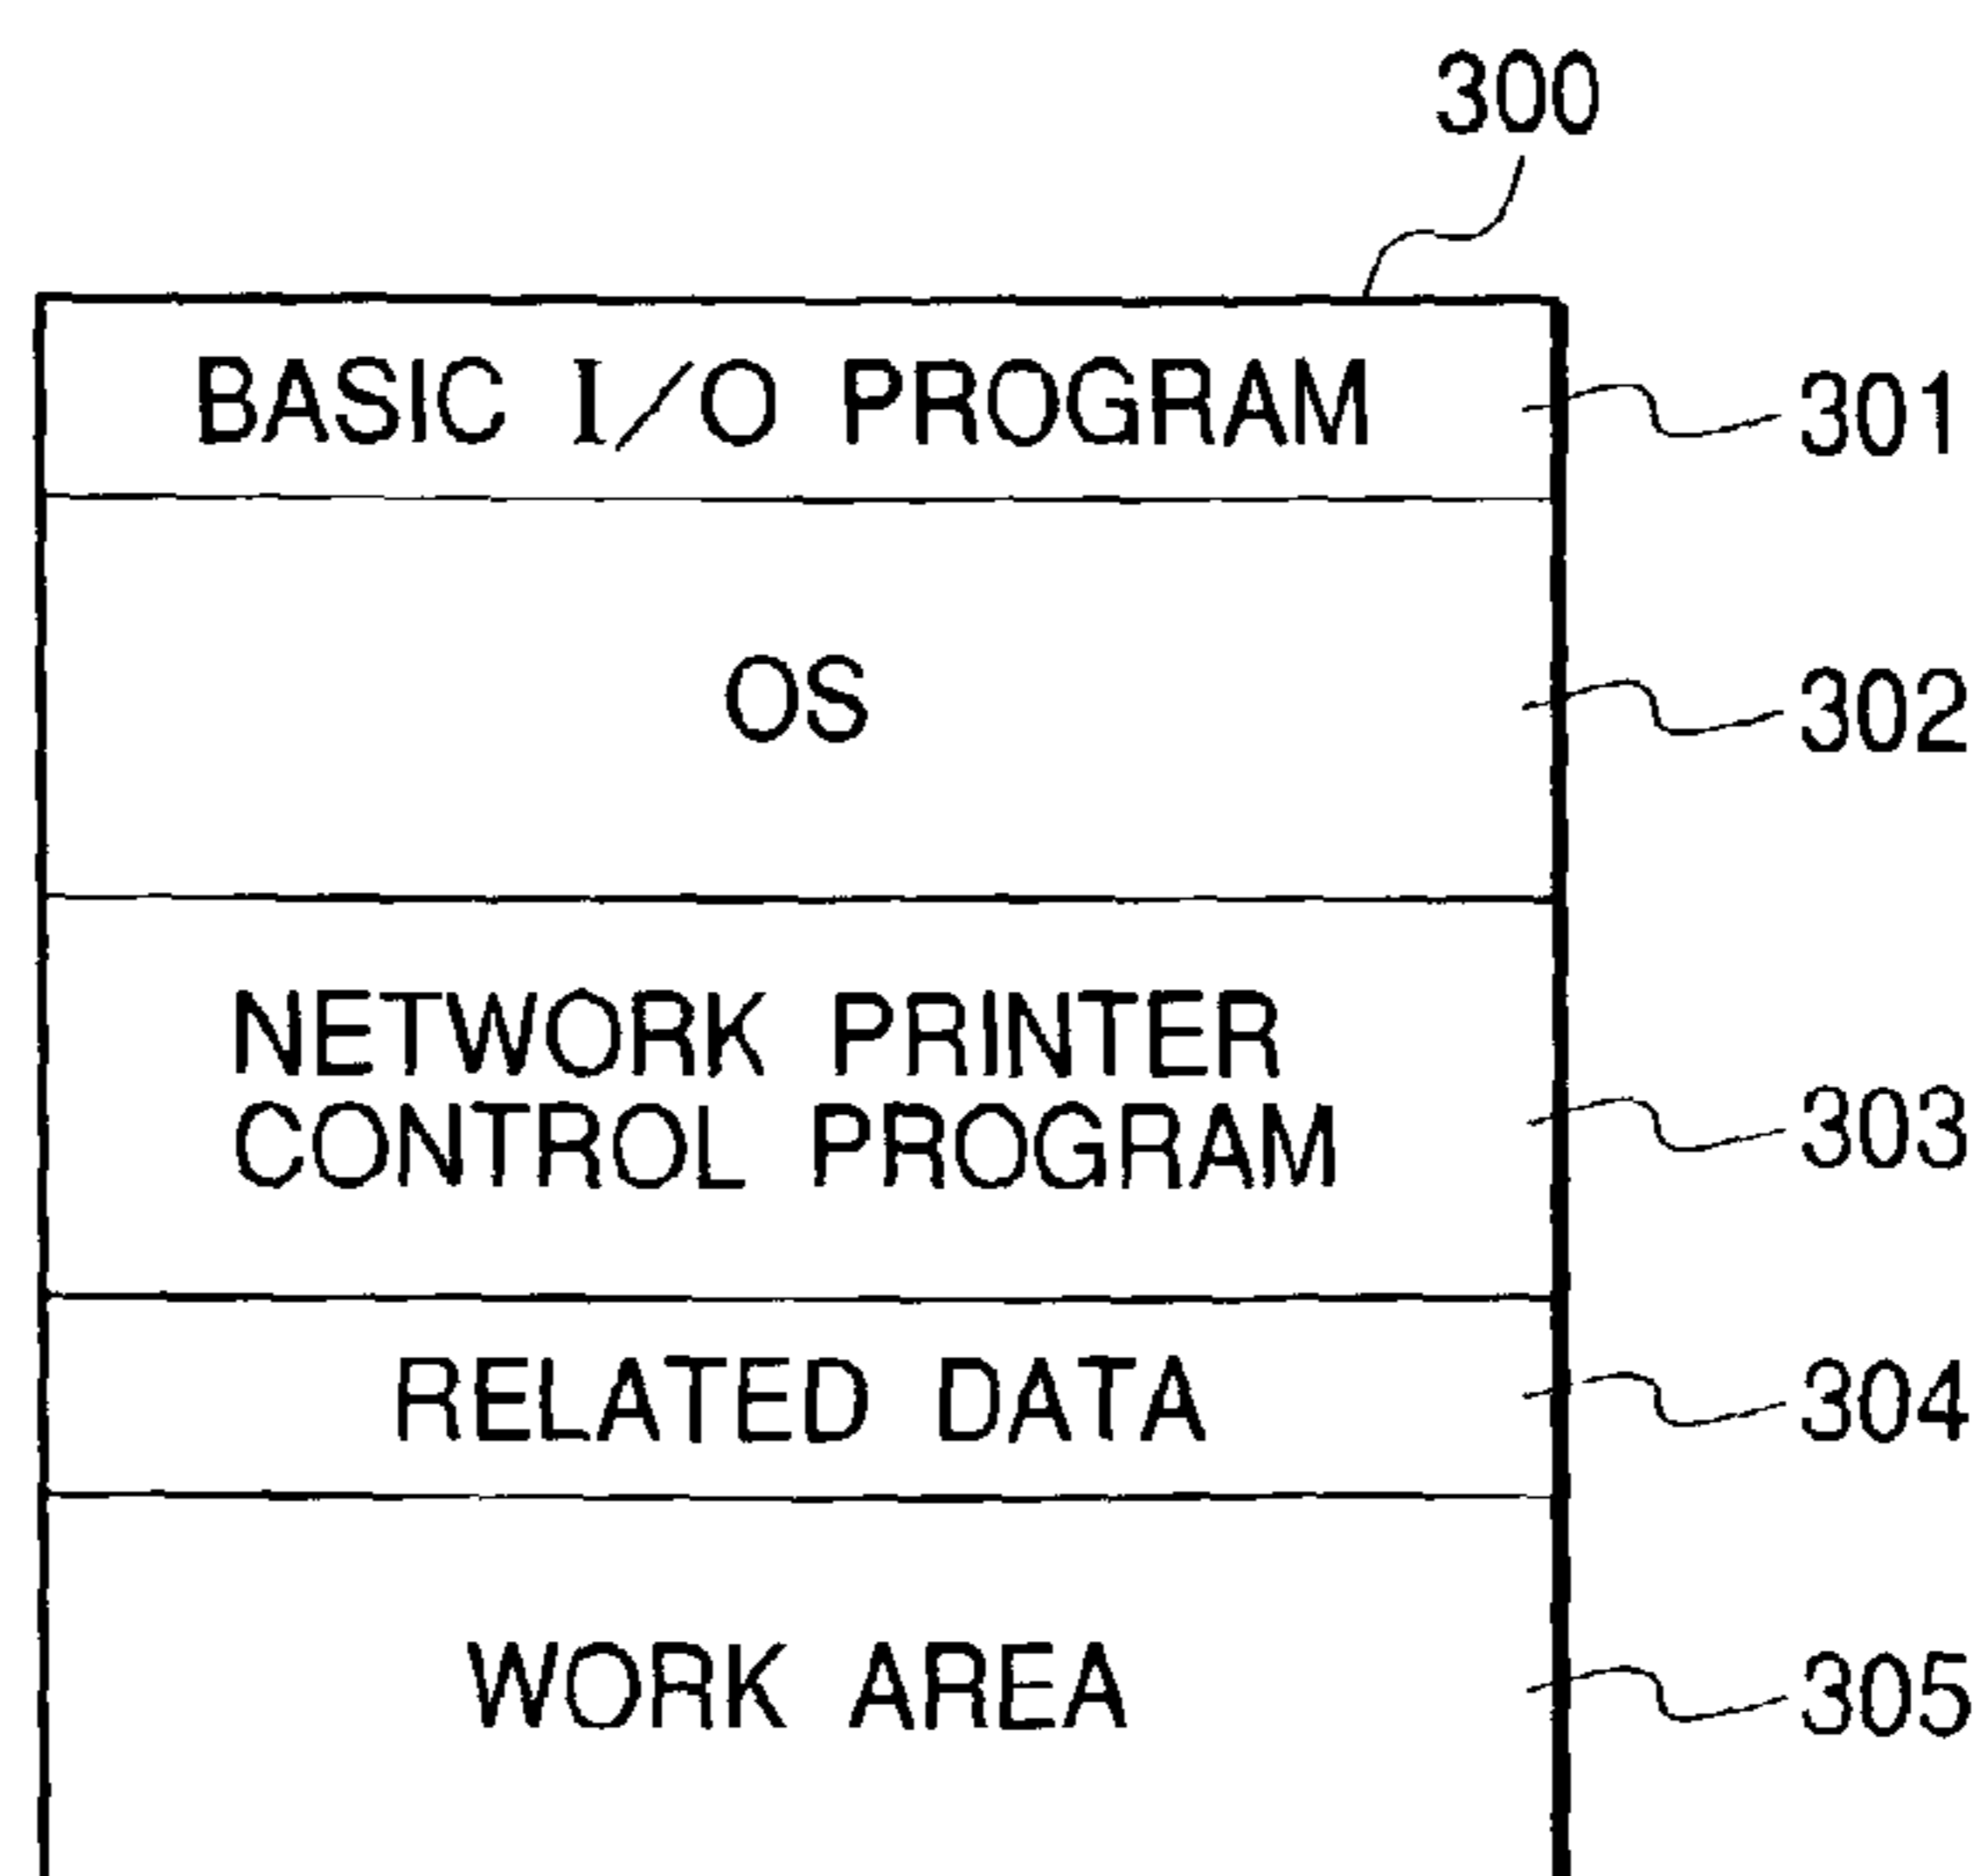 300
BASIC I/O PROGRAM 301
OS 302
NETWORK PRINTER
CONTROL PROGRAM 303
RELATED DATA 304
WORK AREA 305